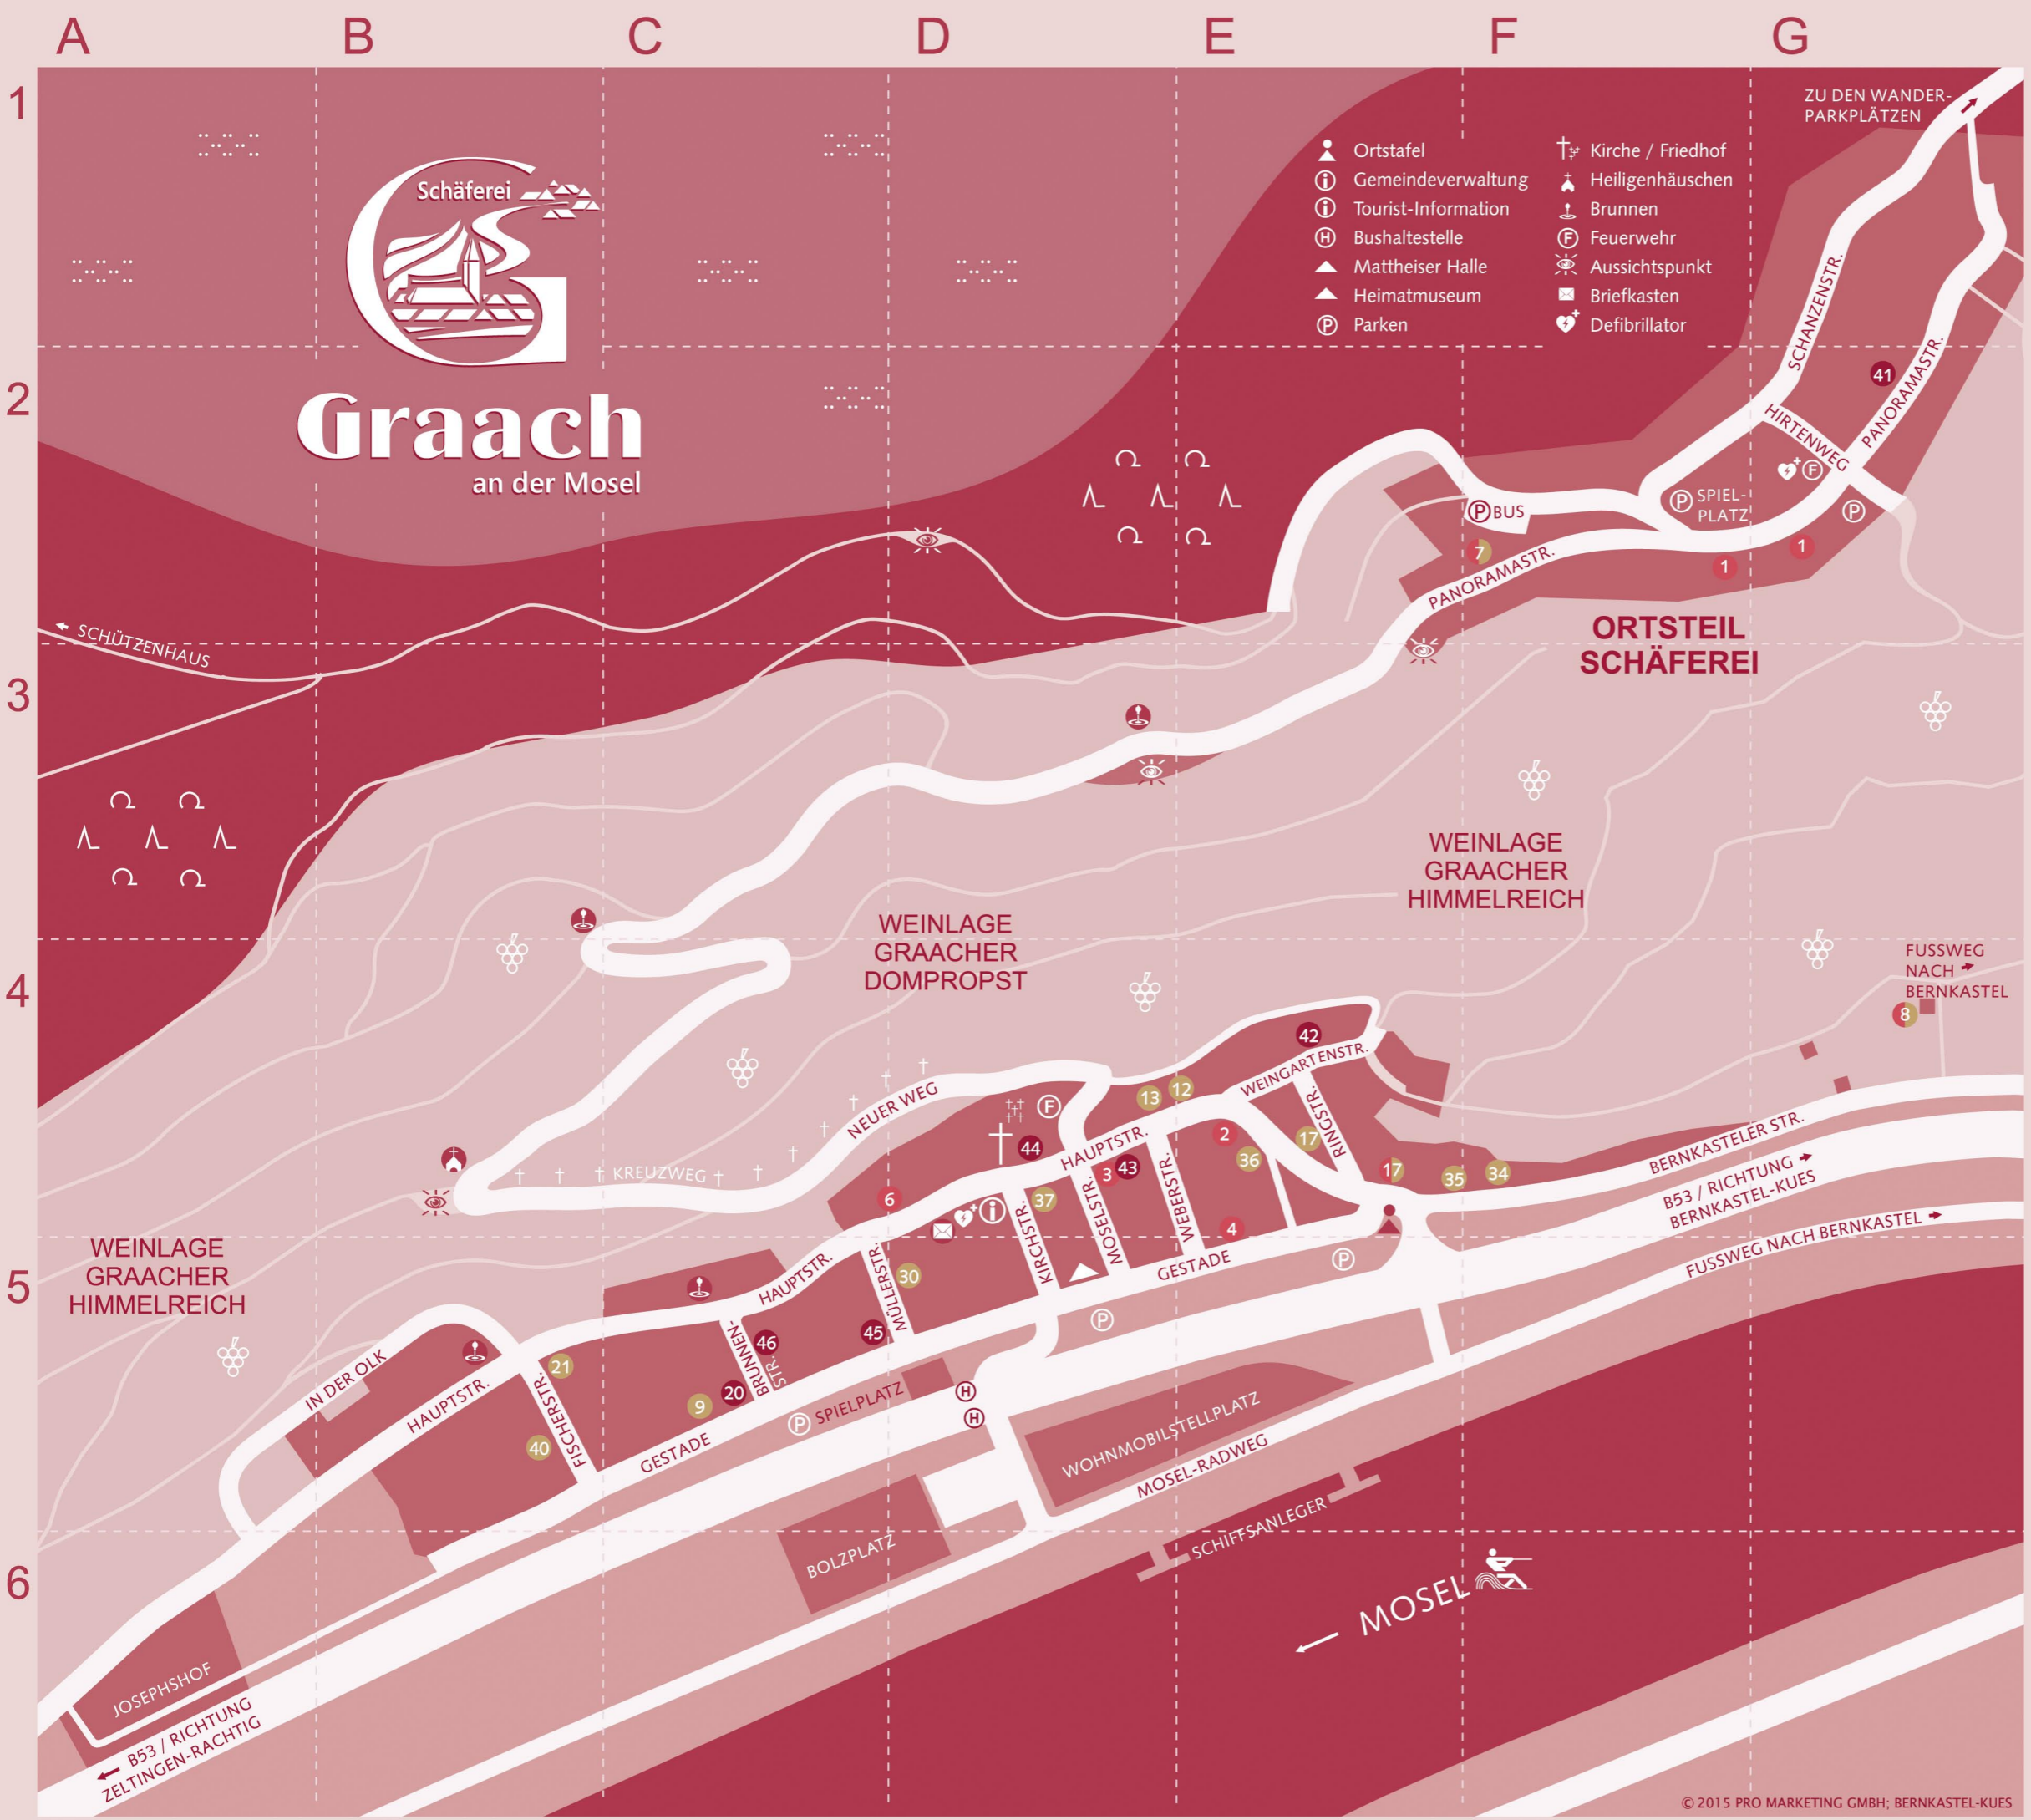 A B C D E F G
1
2
3
4
5
6
Schäferei
Graach
an der Mosel
Ortstafel
Gemeindeverwaltung
Tourist-Information
Bushaltestelle
Mattheiser Halle
Heimatmuseum
Parken
Kirche / Friedhof
Heiligenhäuschen
Brunnen
Feuerwehr
Aussichtspunkt
Briefkasten
Defibrillator
i
i
H
P
F
ZU DEN WANDER-
PARKPLÄTZEN
SCHANZENSTR.
41
PANORAMASTR.
HIRTENWEG
F
P SPIEL-
PLATZ
P
P BUS
7
PANORAMASTR.
1
1
ORTSTEIL
SCHÄFEREI
SCHÜTZENHAUS
WEINLAGE
GRAACHER
HIMMELREICH
WEINLAGE
GRAACHER
DOMPROPST
FUSSWEG
NACH
BERNKASTEL
8
42
WEINGARTENSTR.
13
12
NEUER WEG
F
44
HAUPTSTR.
2
36
17
RINGSTR.
KREUZWEG
3
43
17
35
34
BERNKASTELER STR.
B53 / RICHTUNG
BERNKASTEL-KUES
FUSSWEG NACH BERNKASTEL
6
i
37
KIRCHSTR.
MOSELSTR.
WEBERSTR.
4
P
GESTADE
WEINLAGE
GRAACHER
HIMMELREICH
HAUPTSTR.
MÜLLERSTR.
30
45
P
46
BRUNNEN-
STR.
20
9
IN DER OLK
HAUPTSTR.
21
40
FISCHERSTR.
GESTADE
P SPIELPLATZ
H
H
WOHNMOBILSTELLPLATZ
MOSEL-RADWEG
SCHIFFSANLEGER
BOLZPLATZ
MOSEL
JOSEPHSHOF
B53 / RICHTUNG
ZELTINGEN-RACHTIG
© 2015 PRO MARKETING GMBH; BERNKASTEL-KUES